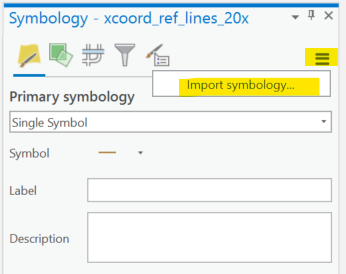 Symbology - xcoord_ref_lines_20x
Import symbology...
Primary symbology
Single Symbol
Symbol
Label
Description